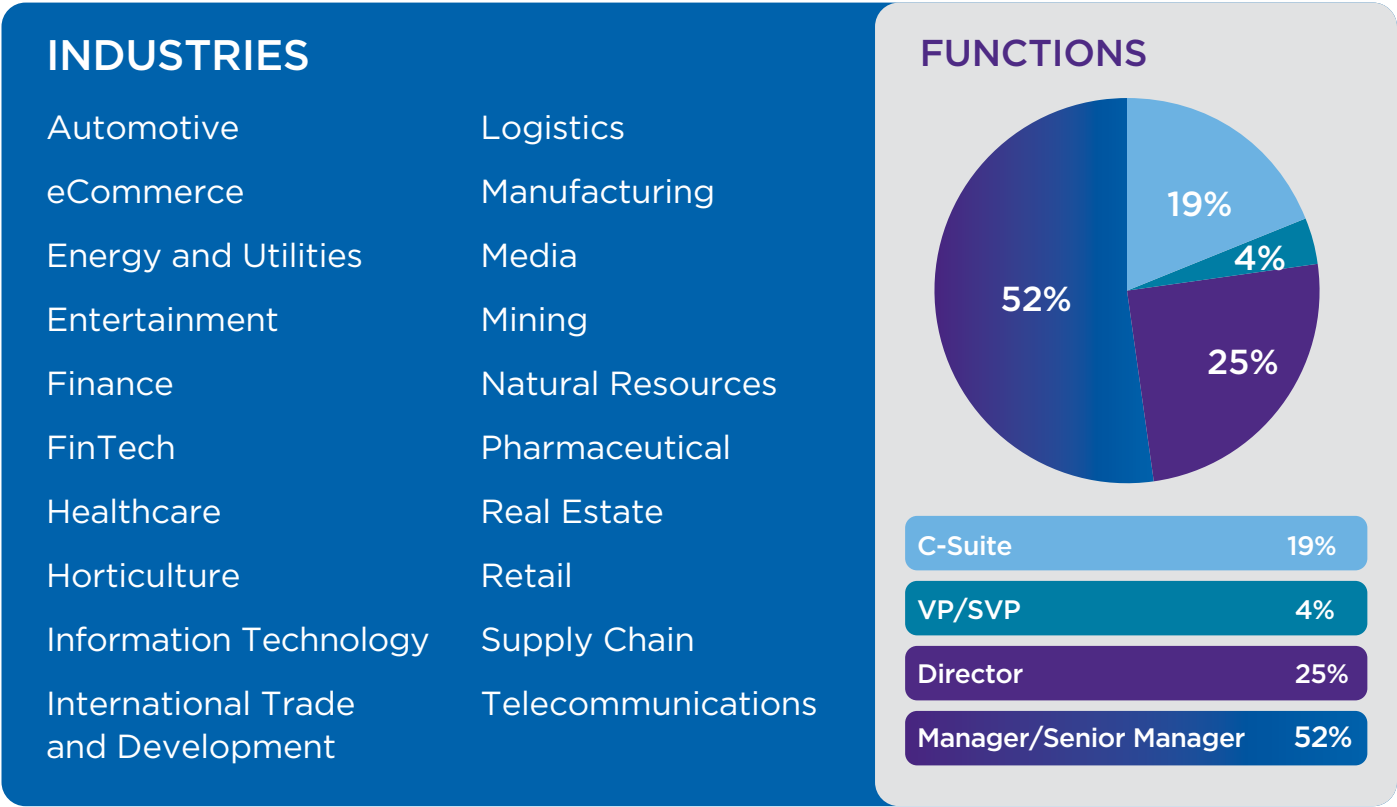 INDUSTRIES
Automotive
eCommerce
Energy and Utilities
Entertainment
Finance
FinTech
Healthcare
Horticulture
Information Technology
International Trade
and Development
Logistics
Manufacturing
Media
Mining
Natural Resources
Pharmaceutical
Real Estate
Retail
Supply Chain
Telecommunications
FUNCTIONS
19%
4%
52%
25%
C-Suite 19%
VP/SVP 4%
Director 25%
Manager/Senior Manager 52%